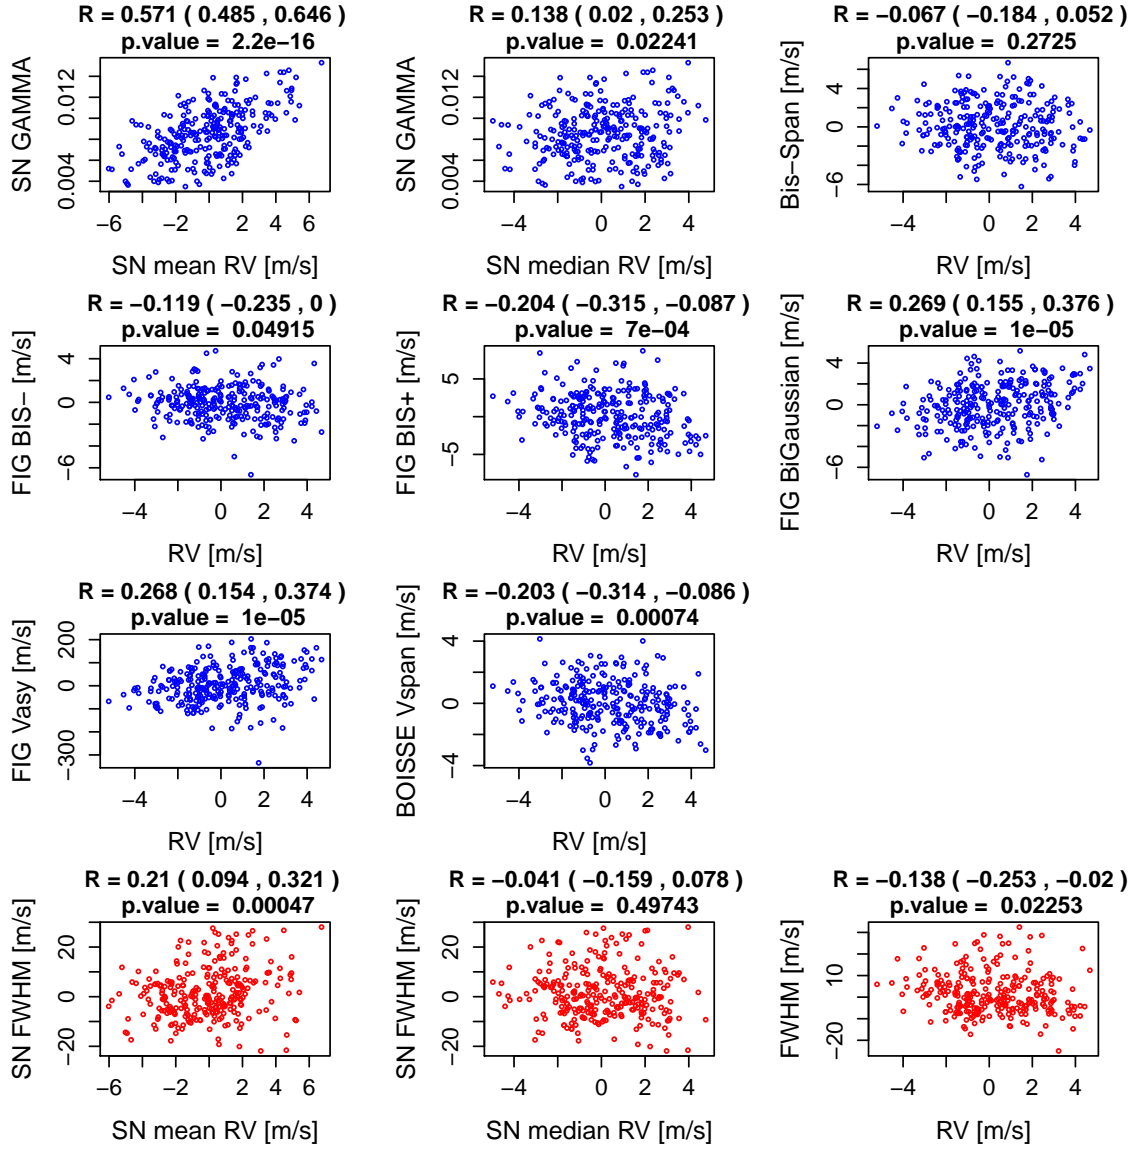 R = 0.571 ( 0.485 , 0.646 )
p.value = 2.2e−16
SN GAMMA
0.004
0.012
−6
−2
2
4
6
SN mean RV [m/s]
R = 0.138 ( 0.02 , 0.253 )
p.value = 0.02241
SN GAMMA
0.004
0.012
−4
0
2
4
SN median RV [m/s]
R = −0.067 ( −0.184 , 0.052 )
p.value = 0.2725
Bis−Span [m/s]
−6
0
4
−4
0
2
4
RV [m/s]
R = −0.119 ( −0.235 , 0 )
p.value = 0.04915
FIG BIS− [m/s]
−6
0
4
−4
0
2
4
RV [m/s]
R = −0.204 ( −0.315 , −0.087 )
p.value = 7e−04
FIG BIS+ [m/s]
−5
5
−4
0
2
4
RV [m/s]
R = 0.269 ( 0.155 , 0.376 )
p.value = 1e−05
FIG BiGaussian [m/s]
−6
0
4
−4
0
2
4
RV [m/s]
R = 0.268 ( 0.154 , 0.374 )
p.value = 1e−05
FIG Vasy [m/s]
−300
0
200
−4
0
2
4
RV [m/s]
R = −0.203 ( −0.314 , −0.086 )
p.value = 0.00074
BOISSE Vspan [m/s]
−4
0
4
−4
0
2
4
RV [m/s]
R = 0.21 ( 0.094 , 0.321 )
p.value = 0.00047
SN FWHM [m/s]
−20
0
20
−6
−2
2
4
6
SN mean RV [m/s]
R = −0.041 ( −0.159 , 0.078 )
p.value = 0.49743
SN FWHM [m/s]
−20
0
20
−4
0
2
4
SN median RV [m/s]
R = −0.138 ( −0.253 , −0.02 )
p.value = 0.02253
FWHM [m/s]
−20
10
−4
0
2
4
RV [m/s]